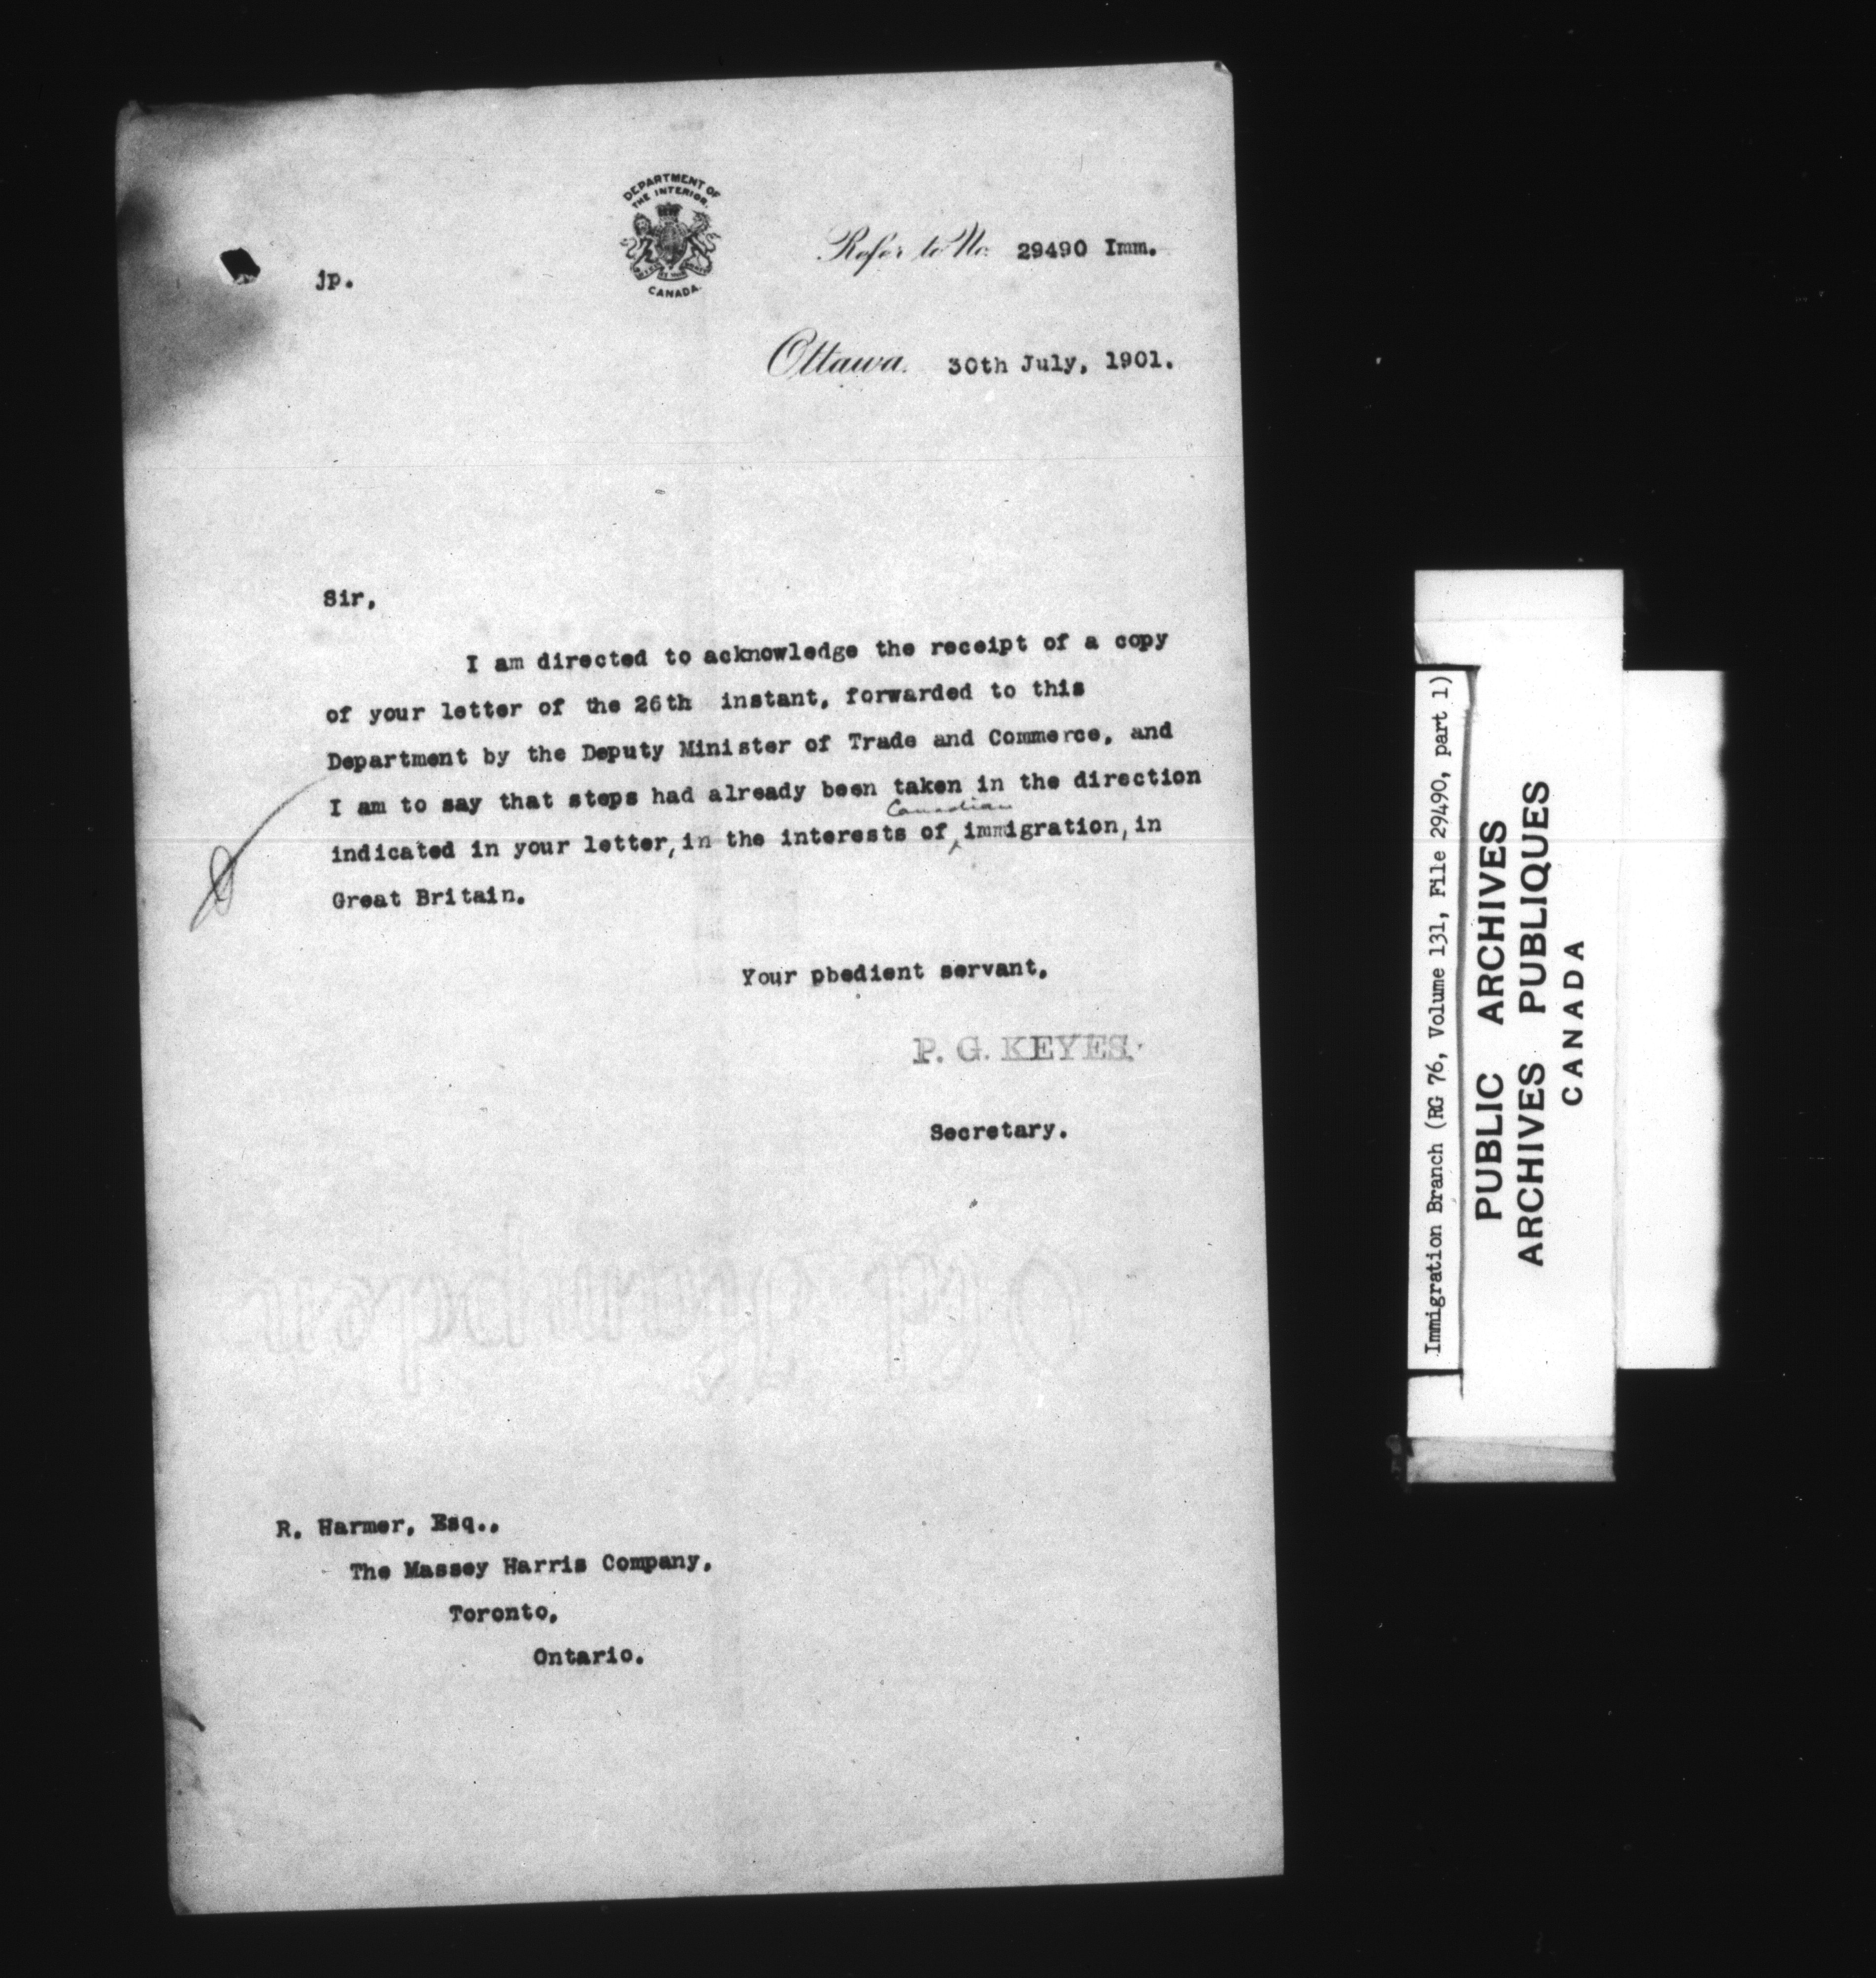 DEPARTMENT OF
THE INTERIOR.
CANADA.
jp.
Refer to No. 29490 Imm.
Ottawa. 30th July, 1901.
Sir,
I am directed to acknowledge the receipt of a copy
of your letter of the 26th instant, forwarded to this
Department by the Deputy Minister of Trade and Commerce, and
I am to say that steps had already been taken in the direction
Canadian
indicated in your letter, in the interests of ‸ immigration, in
Great Britain.
Your pbedient servant,
P. G. KEYES.
Secretary.
Old Hampden
R. Harmer, Esq.,
The Massey Harris Company,
Toronto,
Ontario.
Immigration Branch (RG 76, Volume 131, File 29490, part 1)
PUBLIC ARCHIVES
ARCHIVES PUBLIQUES
CANADA